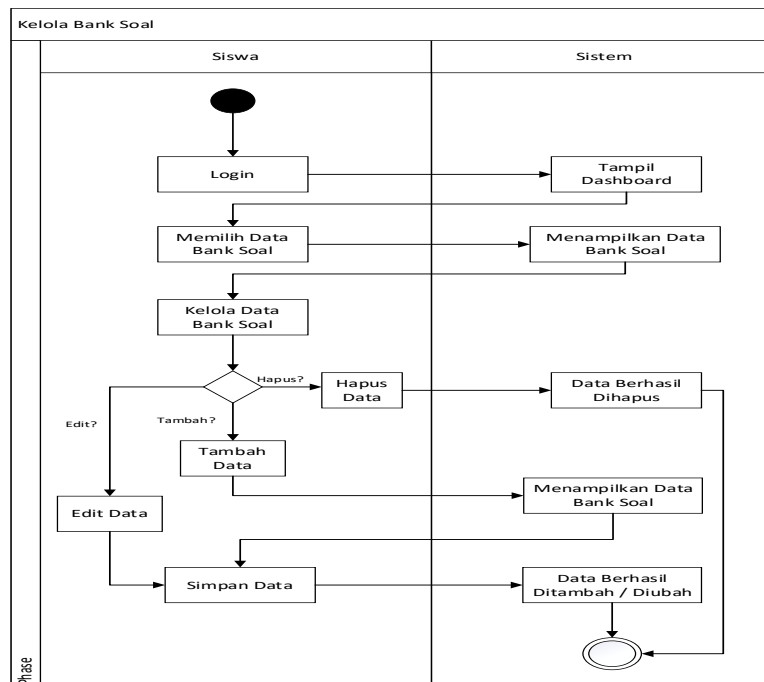 Kelola Bank Soal
Siswa
Sistem
Login
Tampil
Dashboard
Memilih Data
Bank Soal
Menampilkan Data
Bank Soal
Kelola Data
Bank Soal
Hapus?
Hapus
Data
Data Berhasil
Dihapus
Edit?
Tambah?
Tambah
Data
Menampilkan Data
Bank Soal
Edit Data
Simpan Data
Data Berhasil
Ditambah / Diubah
Phase